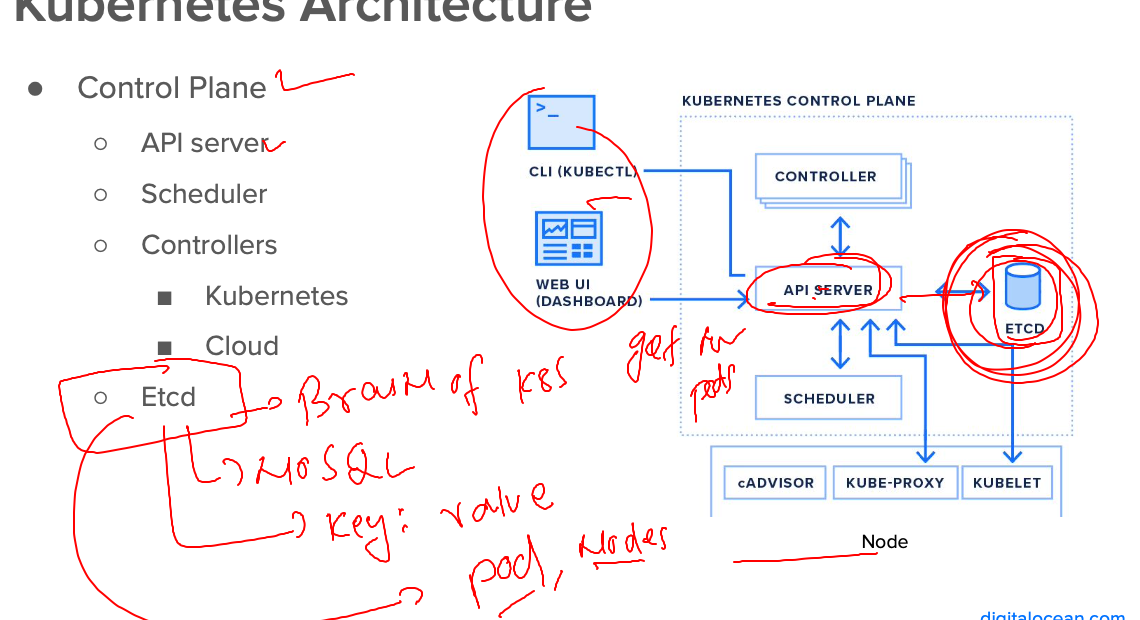 Kubernetes Architecture
Control Plane
API server
Scheduler
Controllers
Kubernetes
Cloud
Etcd
Brain of K8S
NoSQL
Key: value
pod, Nodes
>_
CLI (KUBECTL)
WEB UI
(DASHBOARD)
get
pods
KUBERNETES CONTROL PLANE
CONTROLLER
API SERVER
ETCD
SCHEDULER
cADVISOR
KUBE-PROXY
KUBELET
Node
digitalocean.com